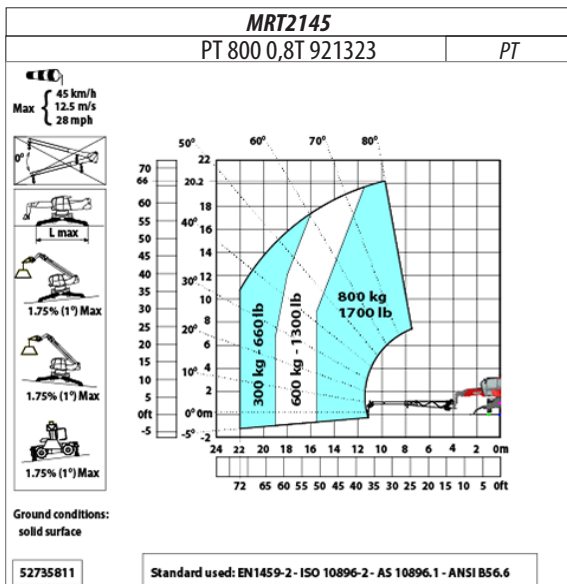 MRT2145
PT 800 0,8T 921323
PT
Max
45 km/h
12.5 m/s
28 mph
0°
L max
1.75% (1°) Max
1.75% (1°) Max
1.75% (1°) Max
Ground conditions:
solid surface
52735811
50° 60° 70° 80°
40°
30°
20°
10°
0°
-5°
70
66
60
55
50
45
40
35
30
25
20
15
10
5
0ft
-5
22
20.2
18
16
14
12
10
8
6
4
2
0m
-2
300 kg - 660 lb
600 kg - 1300 lb
800 kg
1700 lb
24 22 20 18 16 14 12 10 8 6 4 2 0m
72 65 60 55 50 45 40 35 30 25 20 15 10 5 0ft
Standard used: EN1459-2 - ISO 10896-2 - AS 10896.1 - ANSI B56.6